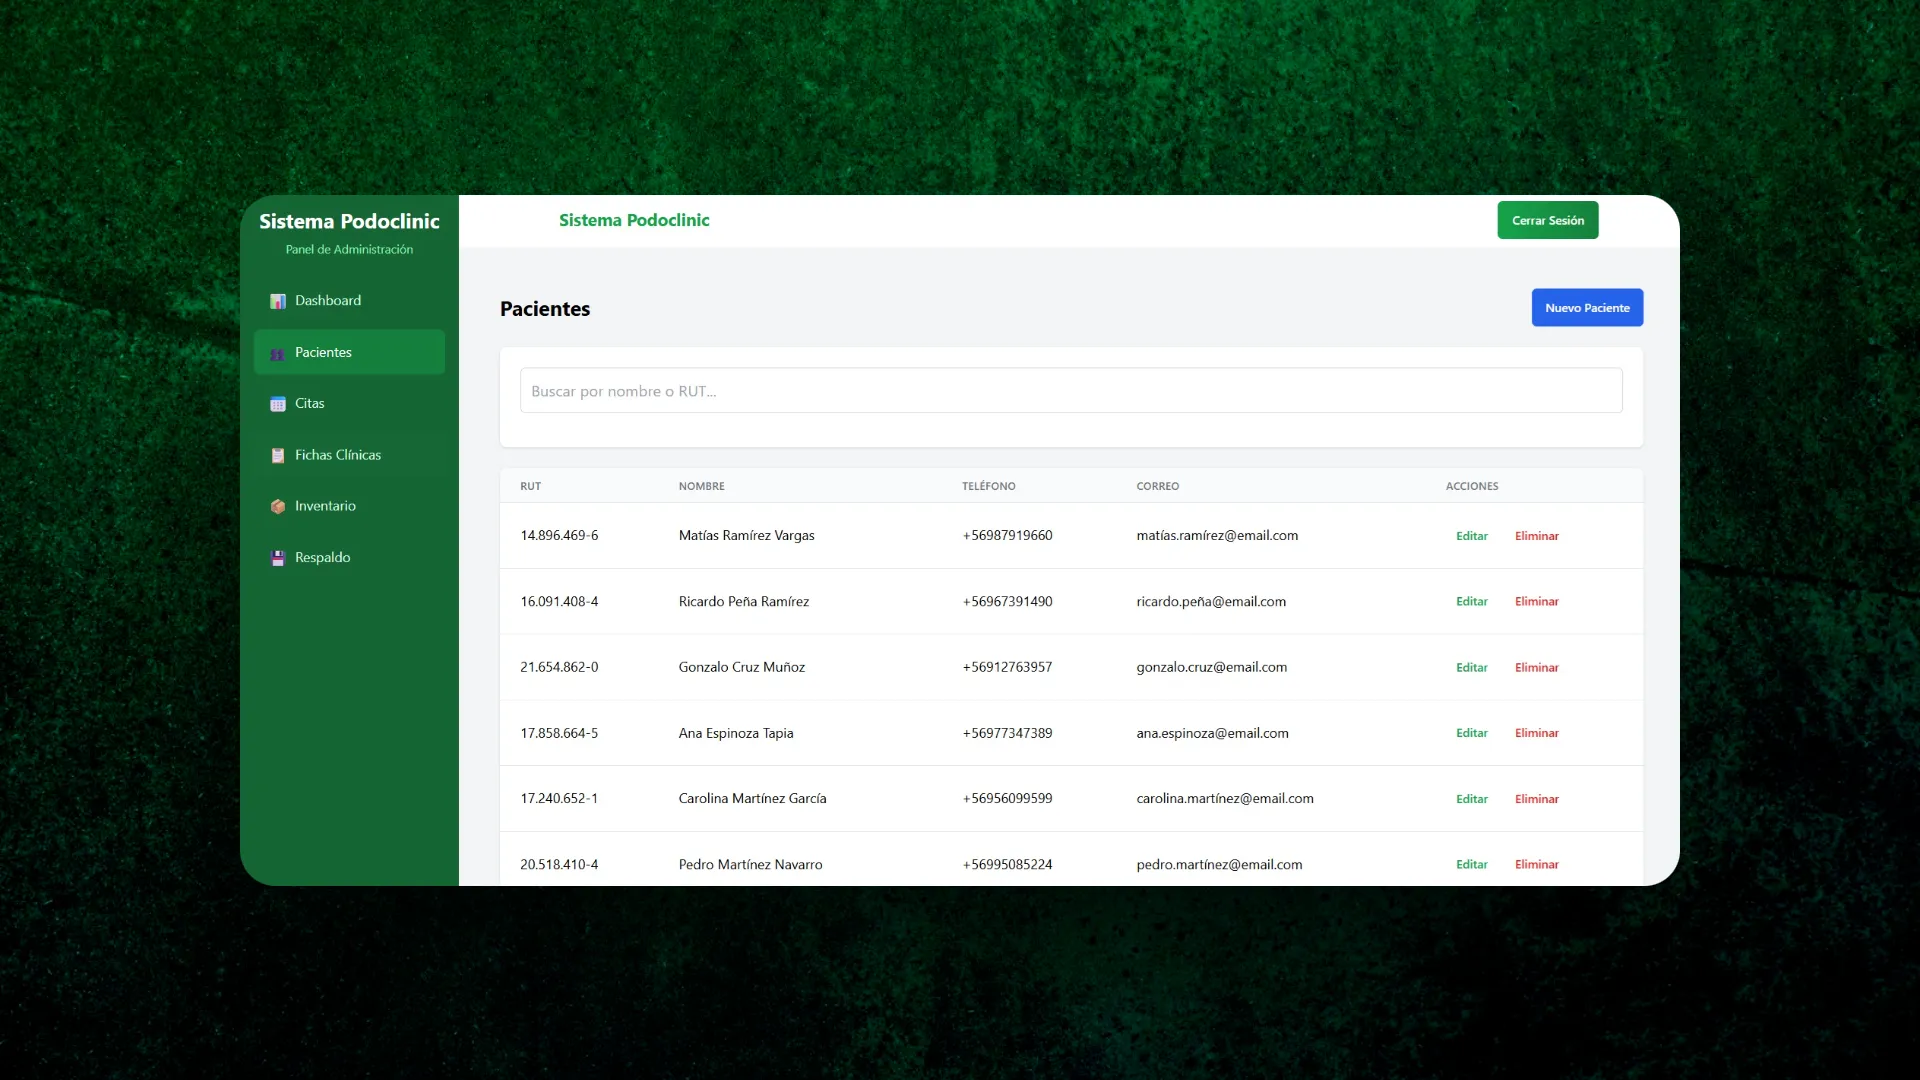 Sistema Podoclinic
Panel de Administración
Dashboard
Pacientes
Citas
Fichas Clínicas
Inventario
Respaldo
Sistema Podoclinic
Cerrar Sesión
Pacientes
Nuevo Paciente
Buscar por nombre o RUT...
RUT NOMBRE TELÉFONO CORREO ACCIONES
14.896.469-6 Matías Ramírez Vargas +56987919660 matías.ramírez@email.com Editar Eliminar
16.091.408-4 Ricardo Peña Ramírez +56967391490 ricardo.peña@email.com Editar Eliminar
21.654.862-0 Gonzalo Cruz Muñoz +56912763957 gonzalo.cruz@email.com Editar Eliminar
17.858.664-5 Ana Espinoza Tapia +56977347389 ana.espinoza@email.com Editar Eliminar
17.240.652-1 Carolina Martínez García +56956099599 carolina.martínez@email.com Editar Eliminar
20.518.410-4 Pedro Martínez Navarro +56995085224 pedro.martínez@email.com Editar Eliminar